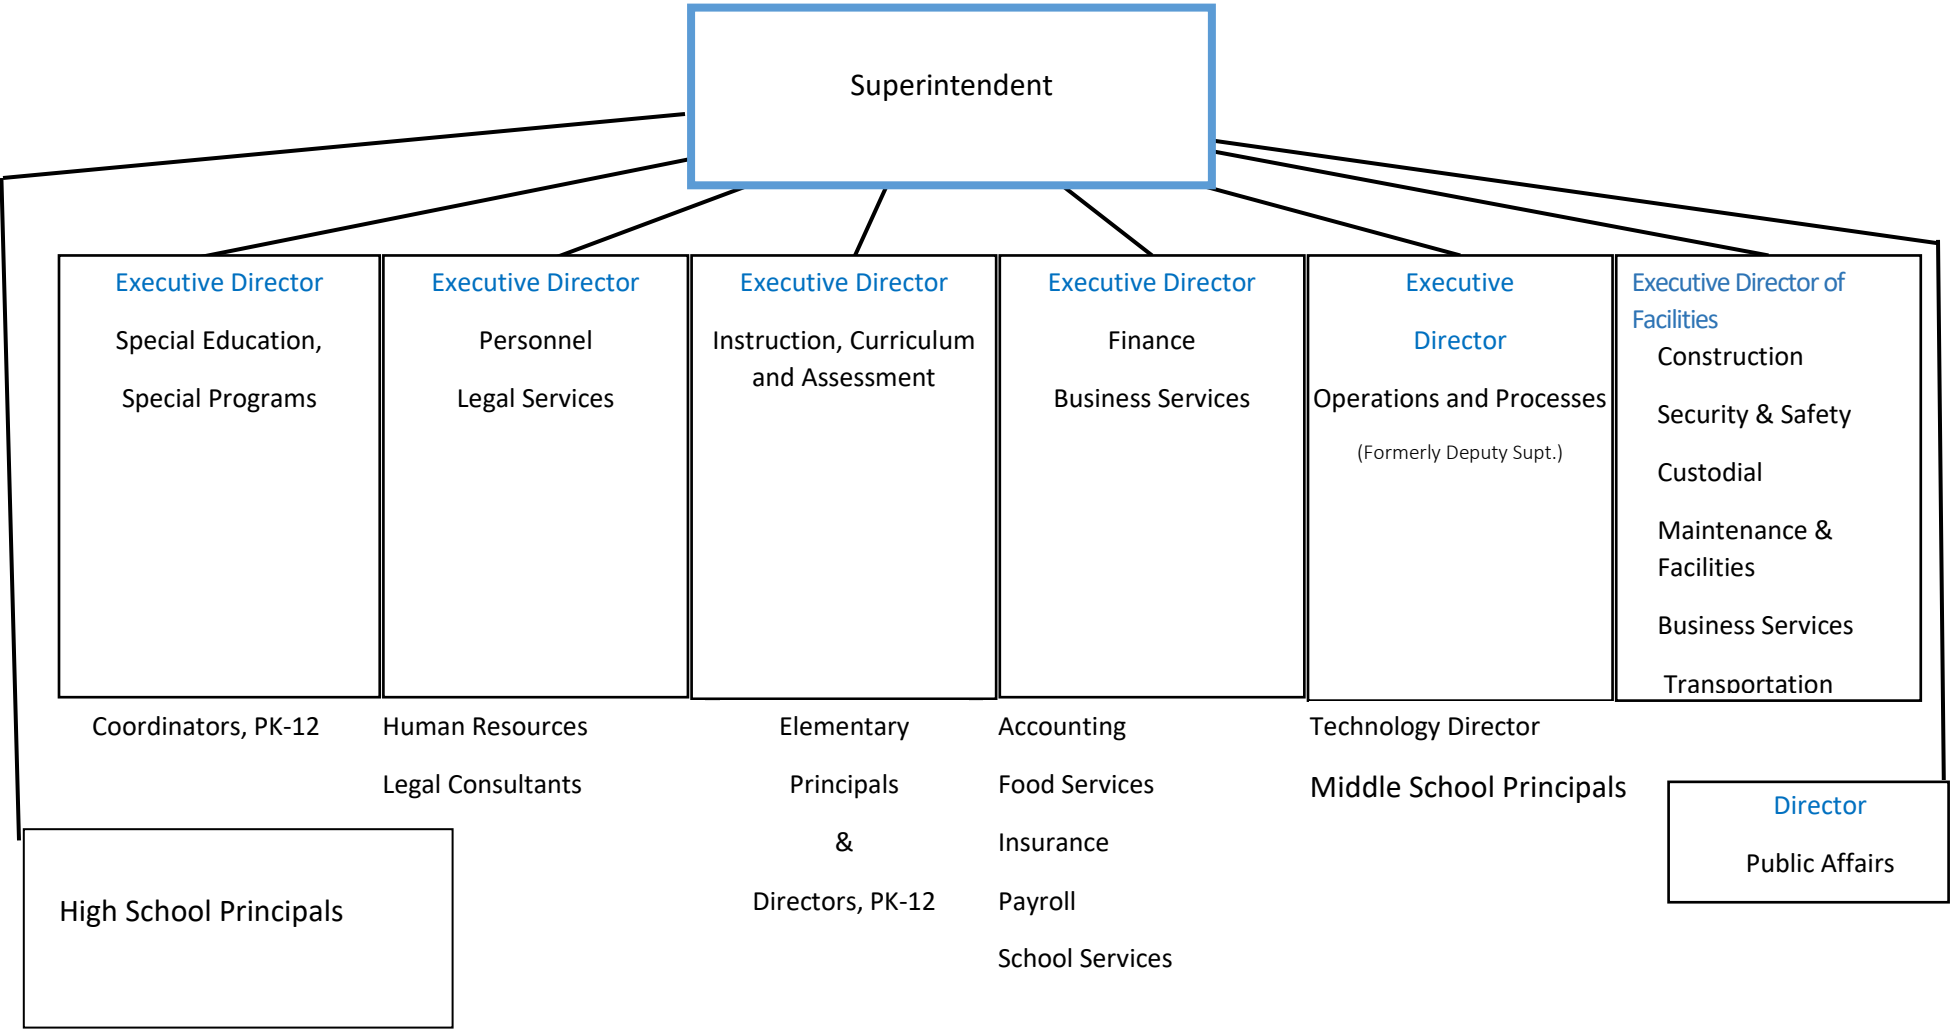 Superintendent
Executive Director
Special Education,
Special Programs
Executive Director
Personnel
Legal Services
Executive Director
Instruction, Curriculum
and Assessment
Executive Director
Finance
Business Services
Executive
Director
Operations and Processes
(Formerly Deputy Supt.)
Executive Director of
Facilities
Construction
Security & Safety
Custodial
Maintenance &
Facilities
Business Services
Transportation
Coordinators, PK-12
Human Resources
Legal Consultants
Elementary
Principals
&
Directors, PK-12
Accounting
Food Services
Insurance
Payroll
School Services
Technology Director
Middle School Principals
Director
Public Affairs
High School Principals